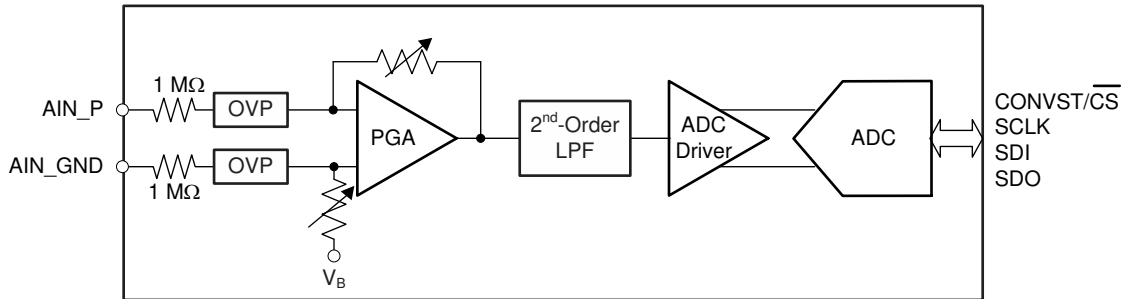 1 MΩ
AIN_P
OVP
AIN_GND
OVP
1 MΩ
V_B
PGA
2nd-Order
LPF
ADC
Driver
ADC
CONVST/C̅S̅
SCLK
SDI
SDO